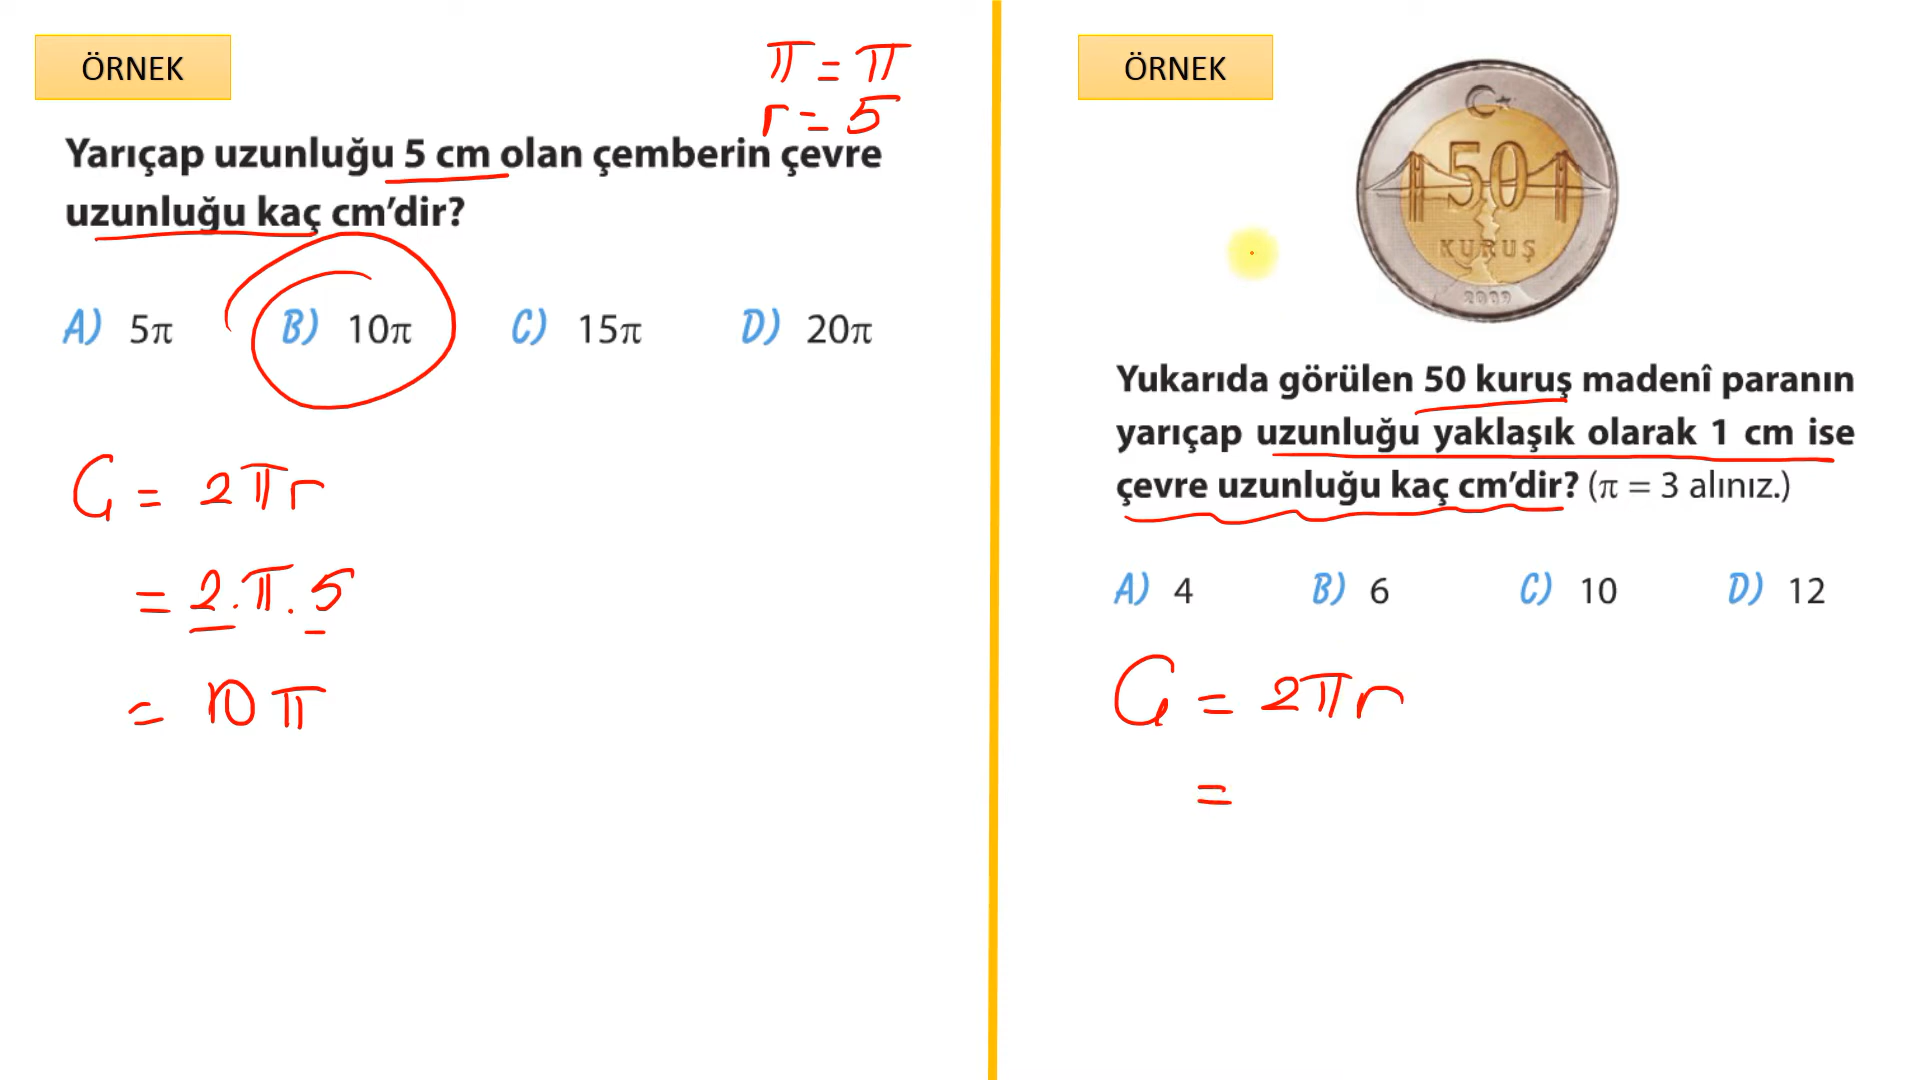 ÖRNEK
π = π
r = 5
Yarıçap uzunluğu 5 cm olan çemberin çevre
uzunluğu kaç cm'dir?
A) 5π B) 10π C) 15π D) 20π
Ç = 2πr
= 2.π.5
= 10π
ÖRNEK
50
KURUŞ
2009
Yukarıda görülen 50 kuruş madenî paranın
yarıçap uzunluğu yaklaşık olarak 1 cm ise
çevre uzunluğu kaç cm'dir? (π = 3 alınız.)
A) 4 B) 6 C) 10 D) 12
Ç = 2πr
=